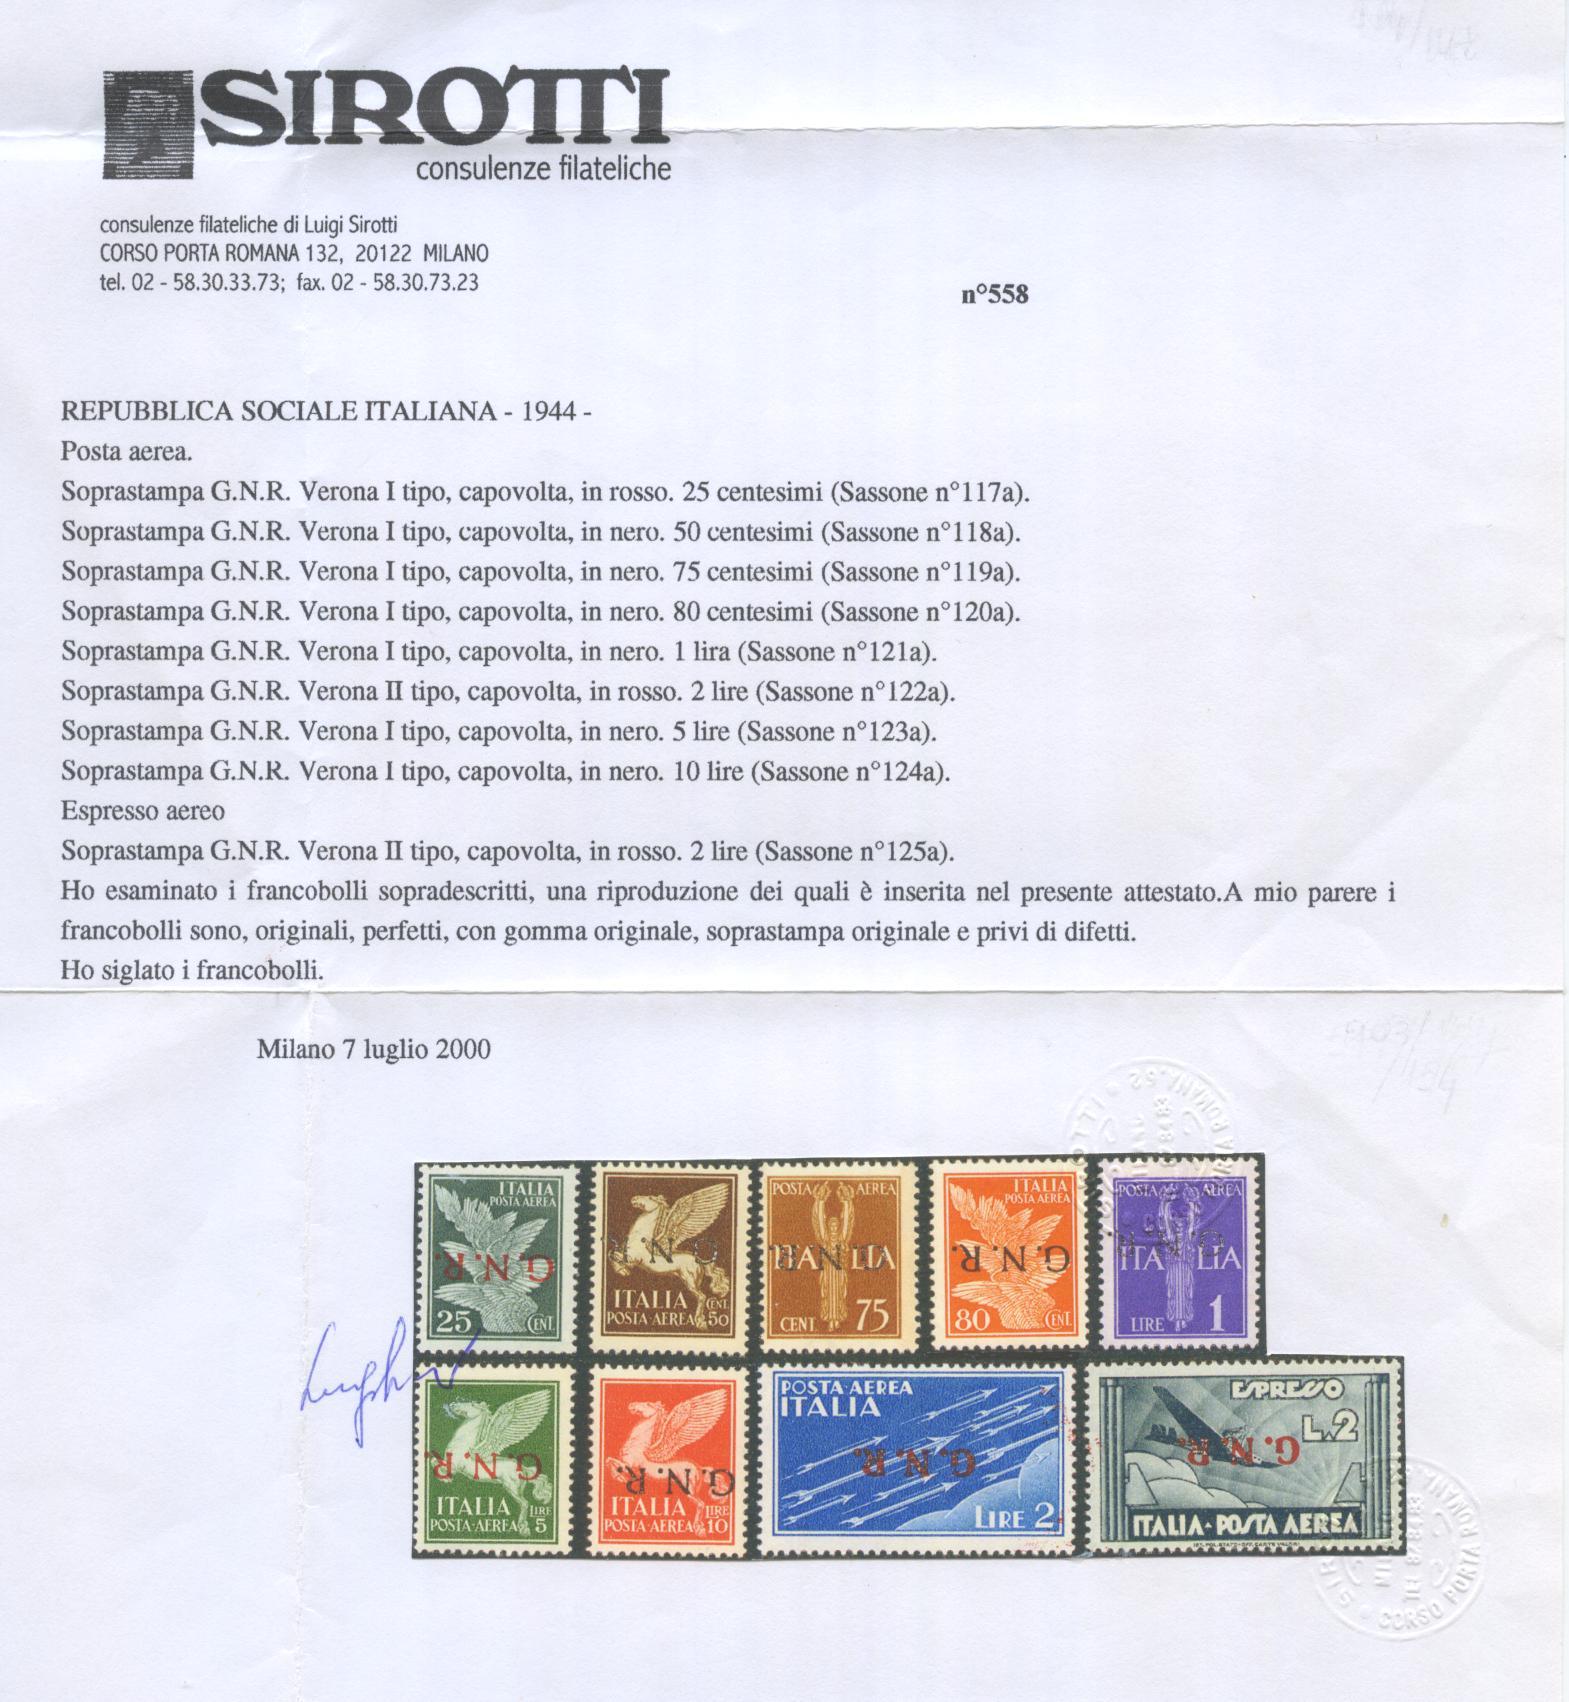 SIROTTI
consulenze filateliche
consulenze filateliche di Luigi Sirotti
CORSO PORTA ROMANA 132, 20122 MILANO
tel. 02 - 58.30.33.73; fax. 02 - 58.30.73.23
n°558
REPUBBLICA SOCIALE ITALIANA - 1944 -
Posta aerea.
Soprastampa G.N.R. Verona I tipo, capovolta, in rosso. 25 centesimi (Sassone n°117a).
Soprastampa G.N.R. Verona I tipo, capovolta, in nero. 50 centesimi (Sassone n°118a).
Soprastampa G.N.R. Verona I tipo, capovolta, in nero. 75 centesimi (Sassone n°119a).
Soprastampa G.N.R. Verona I tipo, capovolta, in nero. 80 centesimi (Sassone n°120a).
Soprastampa G.N.R. Verona I tipo, capovolta, in nero. 1 lira (Sassone n°121a).
Soprastampa G.N.R. Verona II tipo, capovolta, in rosso. 2 lire (Sassone n°122a).
Soprastampa G.N.R. Verona I tipo, capovolta, in nero. 5 lire (Sassone n°123a).
Soprastampa G.N.R. Verona I tipo, capovolta, in nero. 10 lire (Sassone n°124a).
Espresso aereo
Soprastampa G.N.R. Verona II tipo, capovolta, in rosso. 2 lire (Sassone n°125a).
Ho esaminato i francobolli sopradescritti, una riproduzione dei quali è inserita nel presente attestato.A mio parere i
francobolli sono, originali, perfetti, con gomma originale, soprastampa originale e privi di difetti.
Ho siglato i francobolli.
Milano 7 luglio 2000
ITALIA
POSTA AEREA
G.N.R.
25 CENT.
G.N.R.
ITALIA CENT.
POSTA-AEREA 50
POSTA AEREA
ITALIA
G.N.R.
CENT. 75
ITALIA
POSTA AEREA
G.N.R.
80 CENT.
POSTA AEREA
G.N.R.
ITALIA
LIRE 1
G.N.R.
ITALIA LIRE
POSTA-AEREA 5
G.N.R.
ITALIA LIRE
POSTA-AEREA 10
POSTA-AEREA
ITALIA
G.N.R.
LIRE 2
ESPRESSO
L.2
G.N.R.
ITALIA-POSTA AEREA
IST. POL. STATO-OFF. CARTE VALORI
CORSO PORTA ROMANA